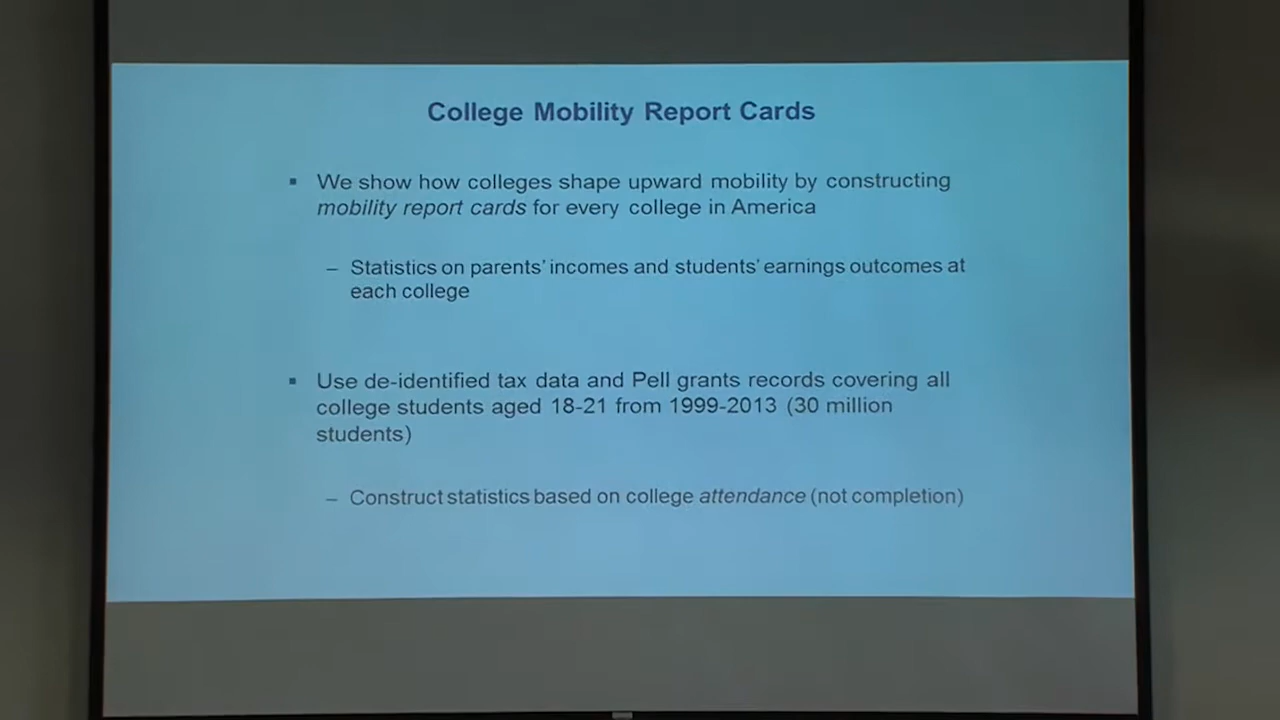 College Mobility Report Cards
▪ We show how colleges shape upward mobility by constructing
mobility report cards for every college in America
– Statistics on parents' incomes and students' earnings outcomes at
each college
▪ Use de-identified tax data and Pell grants records covering all
college students aged 18-21 from 1999-2013 (30 million
students)
– Construct statistics based on college attendance (not completion)